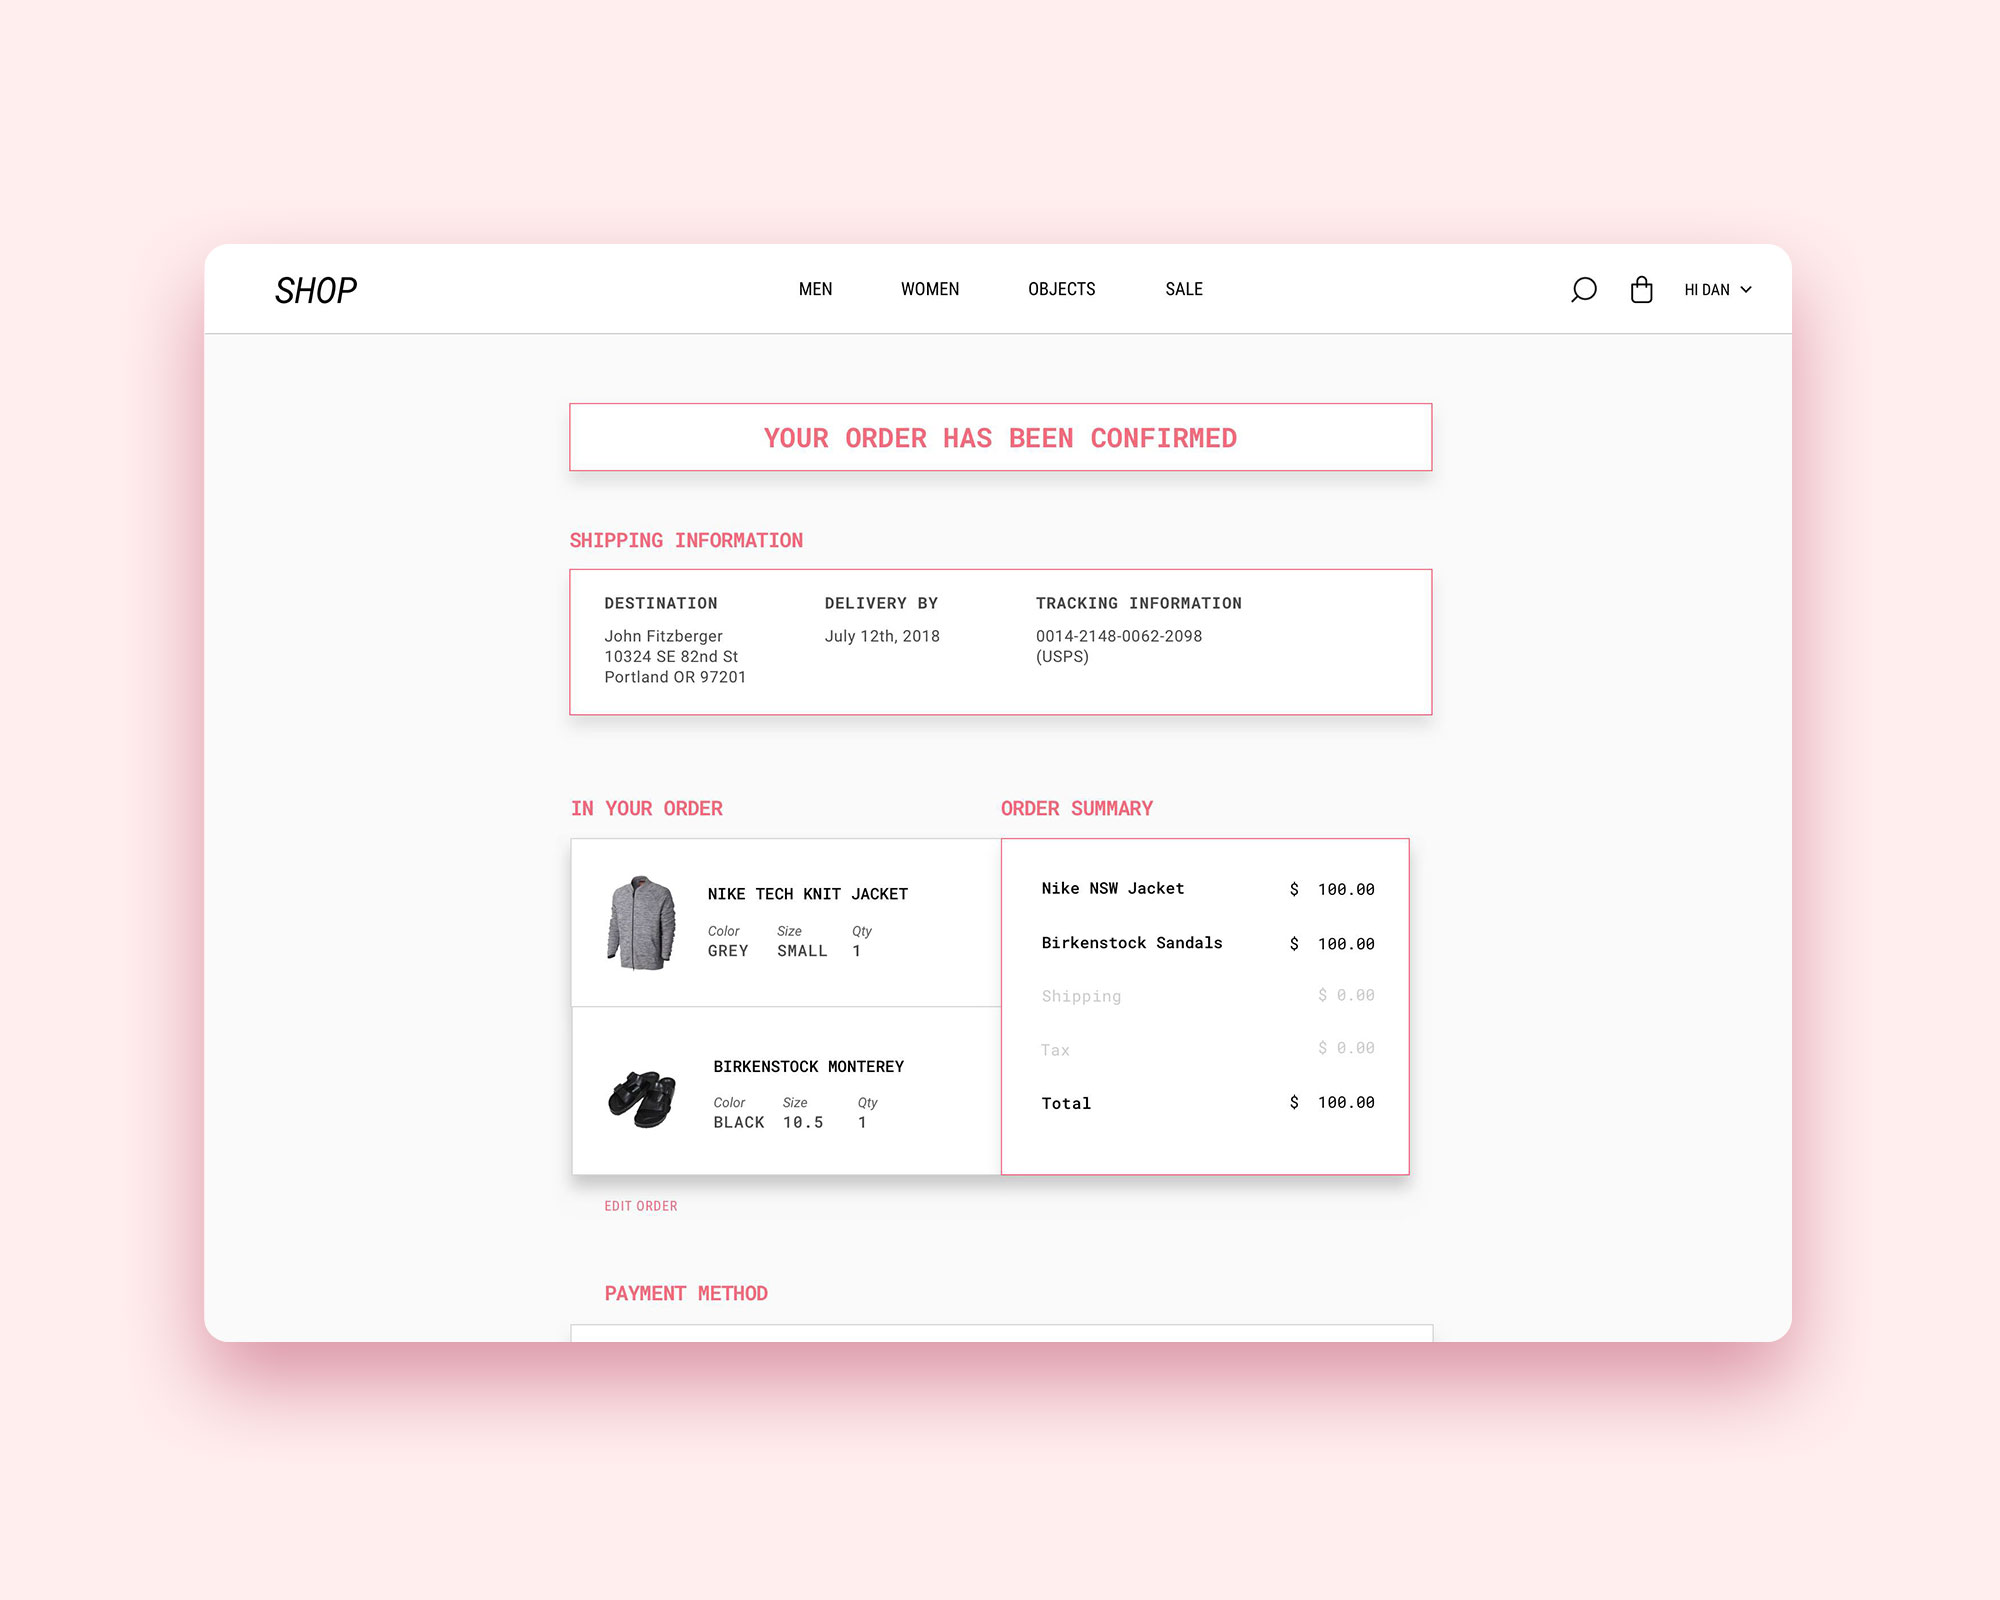 SHOP
MEN WOMEN OBJECTS SALE
HI DAN
YOUR ORDER HAS BEEN CONFIRMED
SHIPPING INFORMATION
DESTINATION
John Fitzberger
10324 SE 82nd St
Portland OR 97201
DELIVERY BY
July 12th, 2018
TRACKING INFORMATION
0014-2148-0062-2098
(USPS)
IN YOUR ORDER
NIKE TECH KNIT JACKET
Color Size Qty
GREY SMALL 1
BIRKENSTOCK MONTEREY
Color Size Qty
BLACK 10.5 1
EDIT ORDER
ORDER SUMMARY
Nike NSW Jacket $ 100.00
Birkenstock Sandals $ 100.00
Shipping $ 0.00
Tax $ 0.00
Total $ 100.00
PAYMENT METHOD